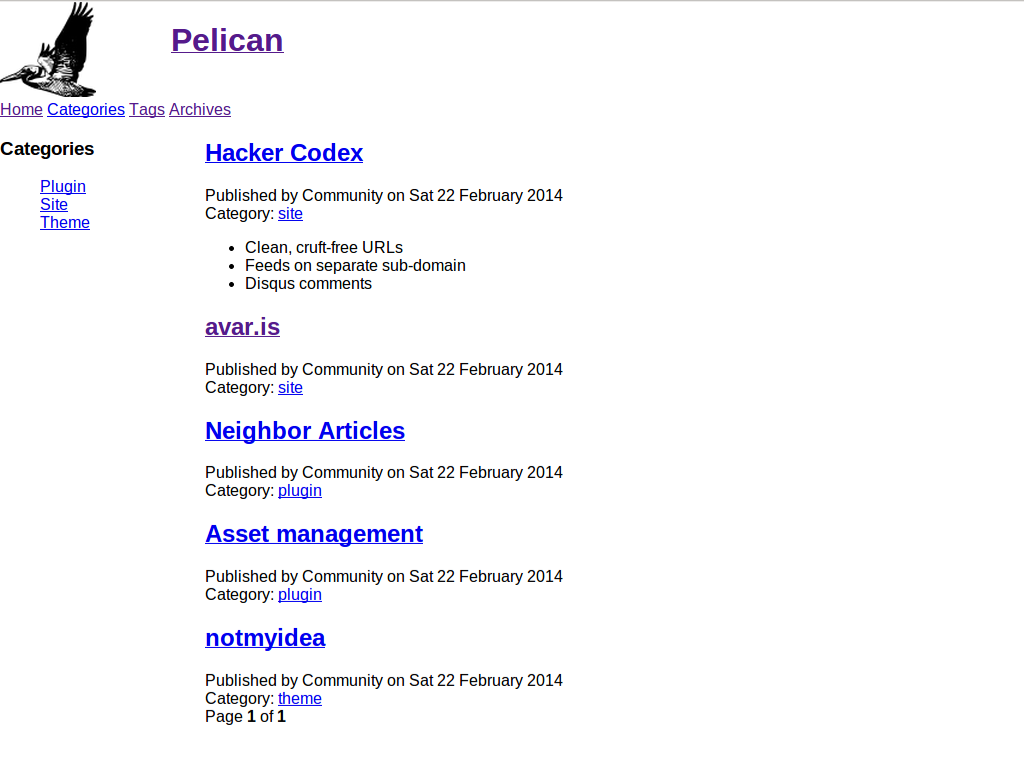 Pelican
Home Categories Tags Archives
Categories
Plugin
Site
Theme
Hacker Codex
Published by Community on Sat 22 February 2014
Category: site
• Clean, cruft-free URLs
• Feeds on separate sub-domain
• Disqus comments
avar.is
Published by Community on Sat 22 February 2014
Category: site
Neighbor Articles
Published by Community on Sat 22 February 2014
Category: plugin
Asset management
Published by Community on Sat 22 February 2014
Category: plugin
notmyidea
Published by Community on Sat 22 February 2014
Category: theme
Page 1 of 1